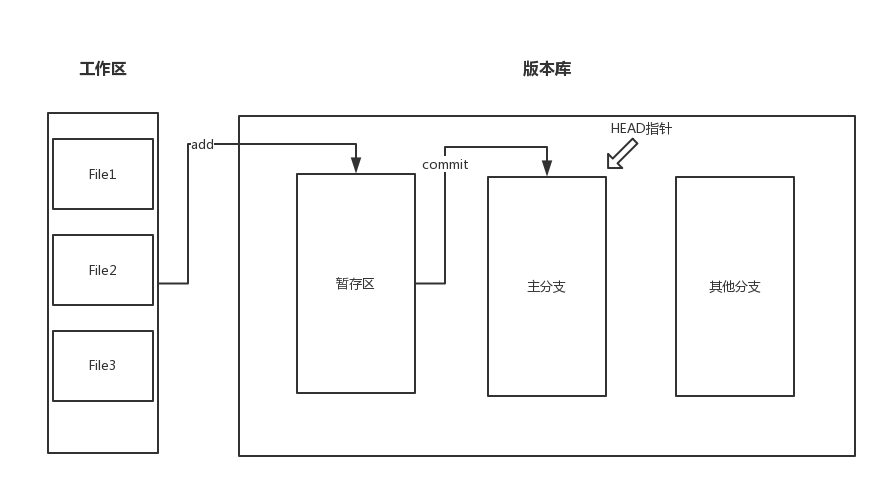 工作区
版本库
HEAD指针
add
commit
File1
File2
File3
暂存区
主分支
其他分支